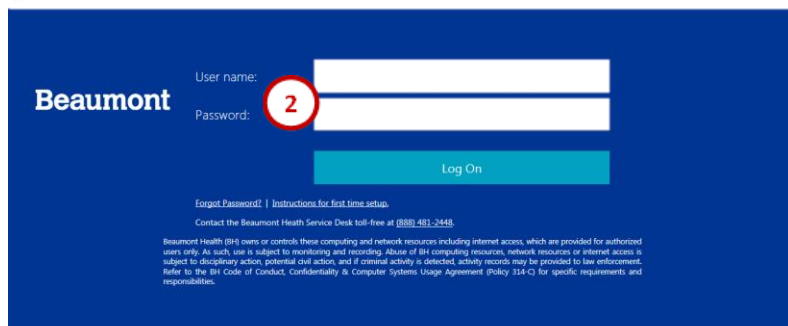 User name:
Beaumont
2
Password:
Log On
Forgot Password? | Instructions for first time setup.
Contact the Beaumont Heath Service Desk toll-free at (888) 481-2448.
Beaumont Health (BH) owns or controls these computing and network resources including internet access, which are provided for authorized
users only. As such, use is subject to monitoring and recording. Abuse of BH computing resources, network resources or internet access is
subject to disciplinary action, potential civil action, and if criminal activity is detected, activity records may be provided to law enforcement.
Refer to the BH Code of Conduct, Confidentiality & Computer Systems Usage Agreement (Policy 314-C) for specific requirements and
responsibilities.